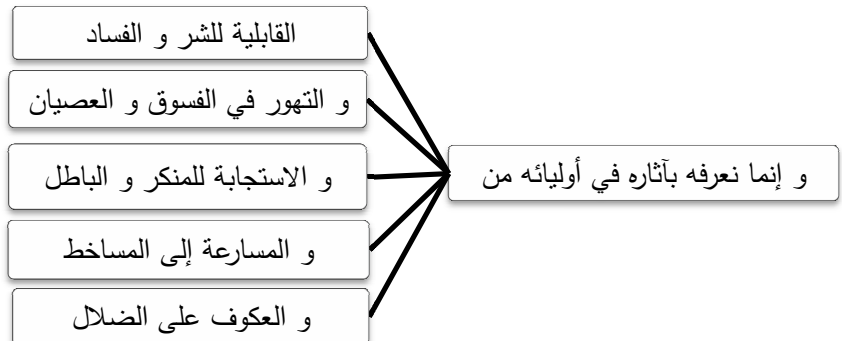 و إنما نعرفه بآثاره في أوليائه من
القابلية للشر و الفساد
و التهور في الفسوق و العصيان
و الاستجابة للمنكر و الباطل
و المسارعة إلى المساخط
و العكوف على الضلال